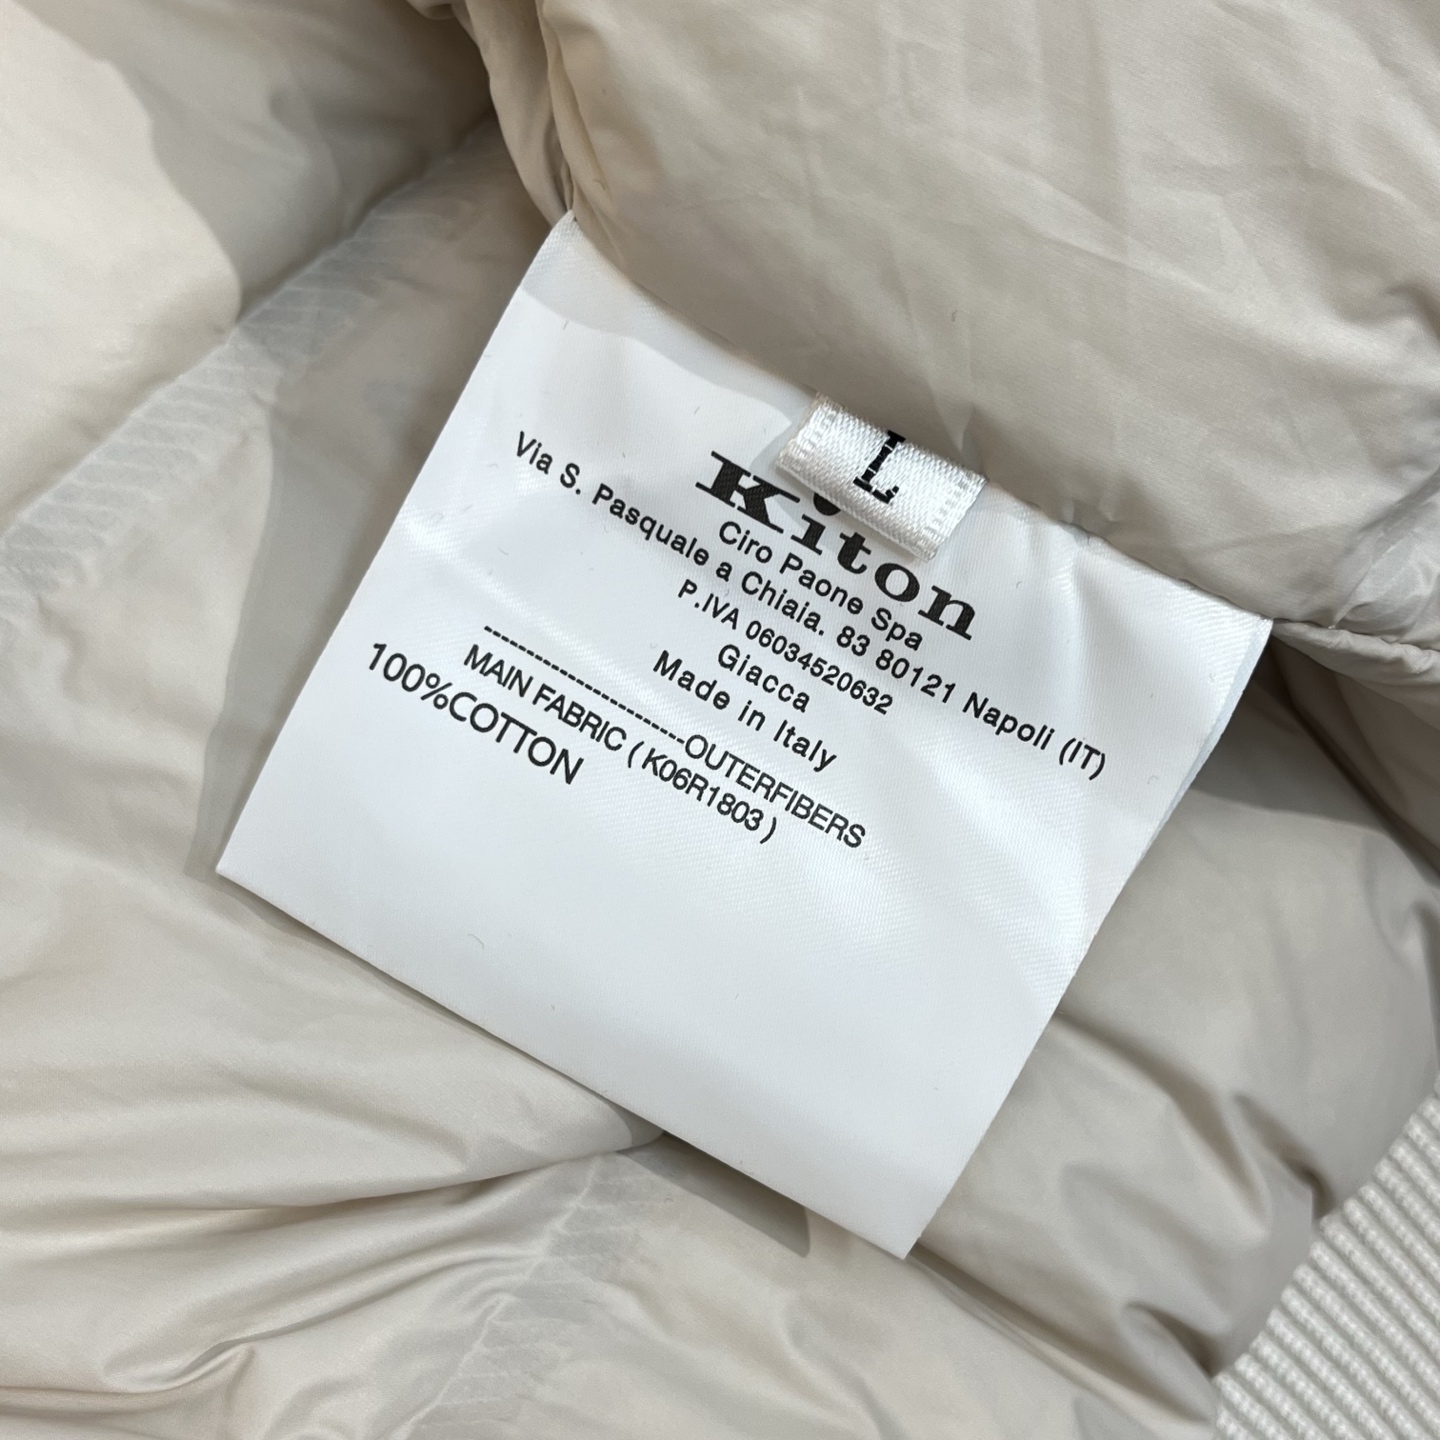 L
Kiton
Ciro Paone Spa
Via S. Pasquale a Chiaia. 83 80121 Napoli (IT)
P.IVA 06034520632
Giacca
Made in Italy
------------------------OUTERFIBERS
MAIN FABRIC ( K06R1803 )
100%COTTON